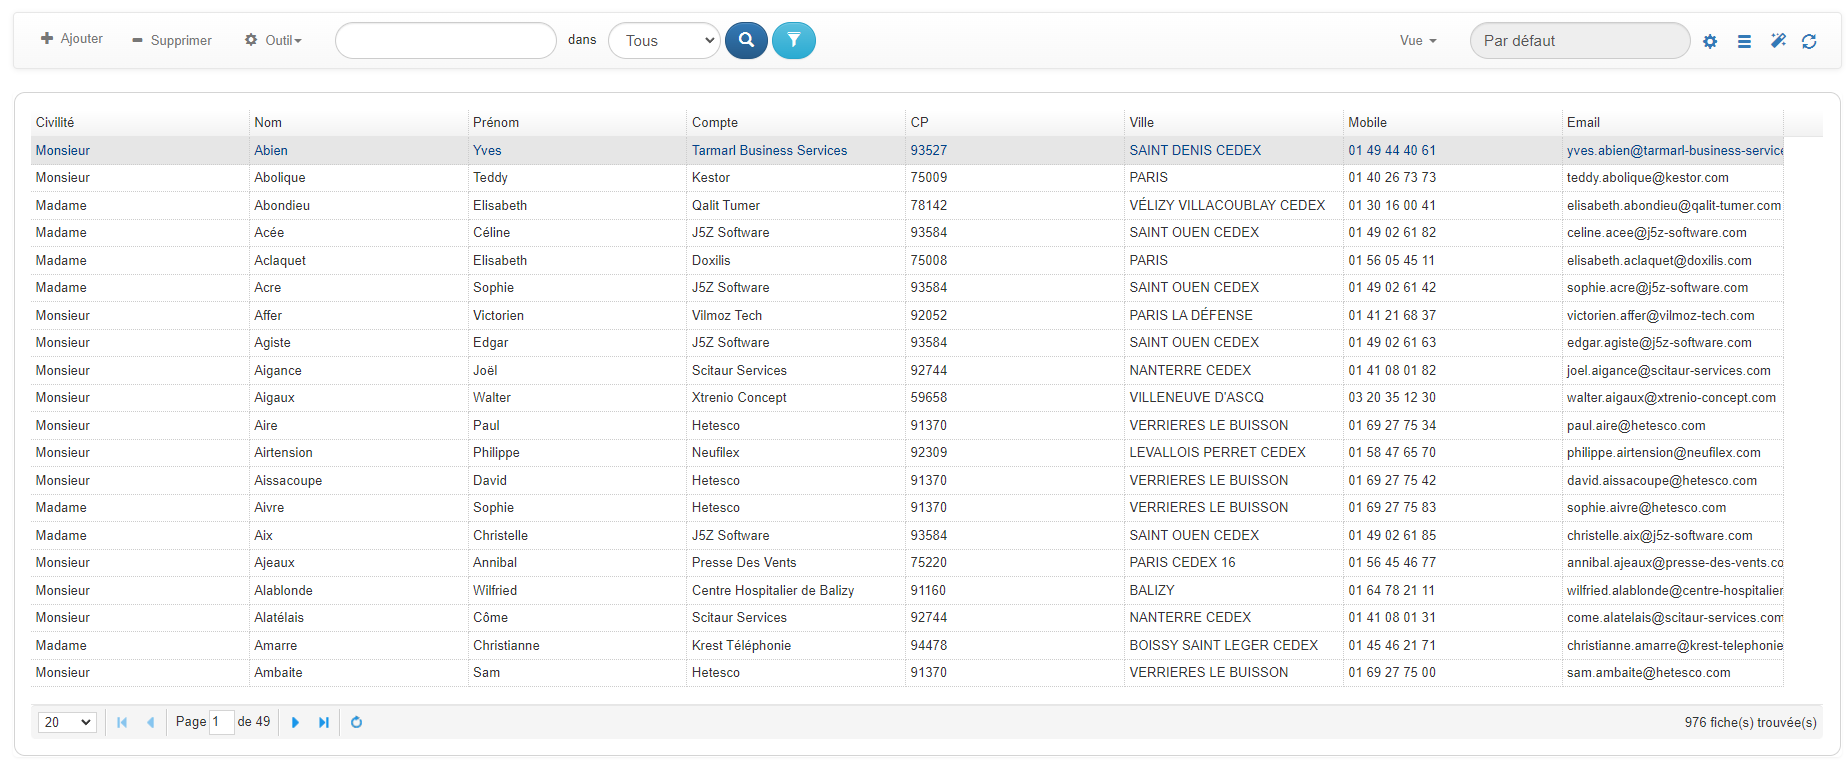 Ajouter Supprimer Outil dans Tous Vue Par défaut
Civilité Nom Prénom Compte CP Ville Mobile Email
Monsieur Abien Yves Tarmarl Business Services 93527 SAINT DENIS CEDEX 01 49 44 40 61 yves.abien@tarmarl-business-service
Monsieur Abolique Teddy Kestor 75009 PARIS 01 40 26 73 73 teddy.abolique@kestor.com
Madame Abondieu Elisabeth Qalit Tumer 78142 VÉLIZY VILLACOUBLAY CEDEX 01 30 16 00 41 elisabeth.abondieu@qalit-tumer.com
Madame Acée Céline J5Z Software 93584 SAINT OUEN CEDEX 01 49 02 61 82 celine.acee@j5z-software.com
Madame Aclaquet Elisabeth Doxilis 75008 PARIS 01 56 05 45 11 elisabeth.aclaquet@doxilis.com
Madame Acre Sophie J5Z Software 93584 SAINT OUEN CEDEX 01 49 02 61 42 sophie.acre@j5z-software.com
Monsieur Affer Victorien Vilmoz Tech 92052 PARIS LA DÉFENSE 01 41 21 68 37 victorien.affer@vilmoz-tech.com
Monsieur Agiste Edgar J5Z Software 93584 SAINT OUEN CEDEX 01 49 02 61 63 edgar.agiste@j5z-software.com
Monsieur Aigance Joël Scitaur Services 92744 NANTERRE CEDEX 01 41 08 01 82 joel.aigance@scitaur-services.com
Monsieur Aigaux Walter Xtrenio Concept 59658 VILLENEUVE D'ASCQ 03 20 35 12 30 walter.aigaux@xtrenio-concept.com
Monsieur Aire Paul Hetesco 91370 VERRIERES LE BUISSON 01 69 27 75 34 paul.aire@hetesco.com
Monsieur Airtension Philippe Neufilex 92309 LEVALLOIS PERRET CEDEX 01 58 47 65 70 philippe.airtension@neufilex.com
Monsieur Aissacoupe David Hetesco 91370 VERRIERES LE BUISSON 01 69 27 75 42 david.aissacoupe@hetesco.com
Madame Aivre Sophie Hetesco 91370 VERRIERES LE BUISSON 01 69 27 75 83 sophie.aivre@hetesco.com
Madame Aix Christelle J5Z Software 93584 SAINT OUEN CEDEX 01 49 02 61 85 christelle.aix@j5z-software.com
Monsieur Ajeaux Annibal Presse Des Vents 75220 PARIS CEDEX 16 01 56 45 46 77 annibal.ajeaux@presse-des-vents.co
Monsieur Alablonde Wilfried Centre Hospitalier de Balizy 91160 BALIZY 01 64 78 21 11 wilfried.alablonde@centre-hospitalier
Monsieur Alatélais Côme Scitaur Services 92744 NANTERRE CEDEX 01 41 08 01 31 come.alatelais@scitaur-services.com
Madame Amarre Christianne Krest Téléphonie 94478 BOISSY SAINT LEGER CEDEX 01 45 46 21 71 christianne.amarre@krest-telephonie
Monsieur Ambaite Sam Hetesco 91370 VERRIERES LE BUISSON 01 69 27 75 00 sam.ambaite@hetesco.com
20 Page 1 de 49 976 fiche(s) trouvée(s)